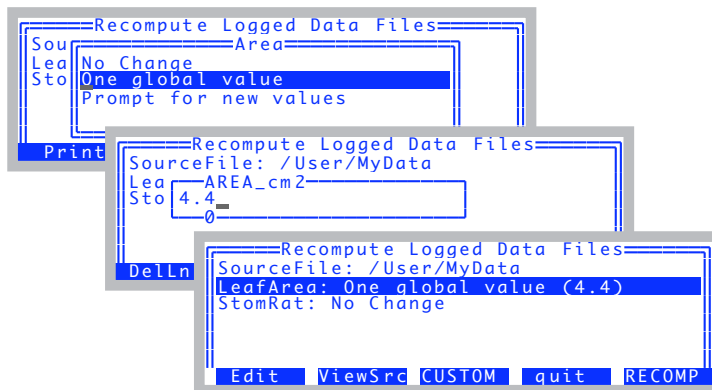 Recompute Logged Data Files
Sou
Area
Lea
No Change
Sto
One global value
Prompt for new values
Print
Recompute Logged Data Files
SourceFile: /User/MyData
Lea
AREA_cm2
Sto
4.4
0
DelLn
Recompute Logged Data Files
SourceFile: /User/MyData
LeafArea: One global value (4.4)
StomRat: No Change
Edit ViewSrc CUSTOM quit RECOMP